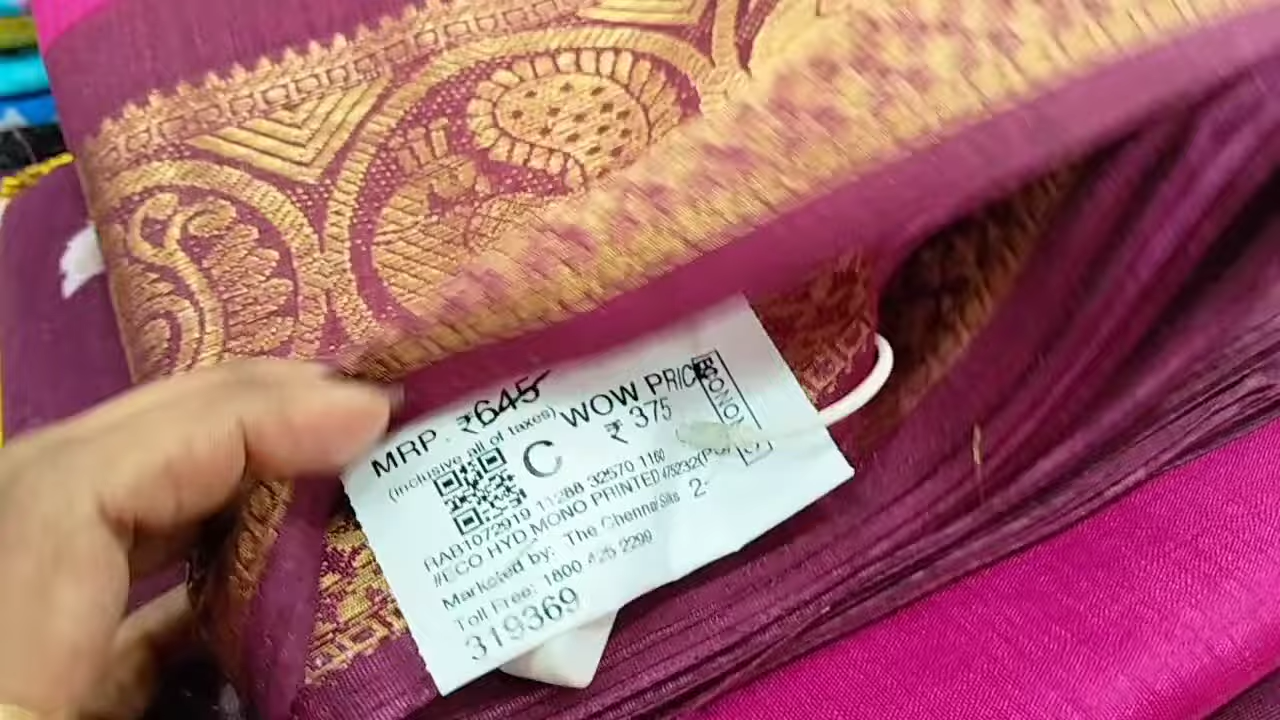 MRP : ₹645
(inclusive all of taxes)
C
WOW PRICE
₹ 375
RAB1072919 11288 32570 1160
#ECO HYD MONO PRINTED
Marketed by: The Chennai Silks
2
Toll Free: 1800 425 2299
319369